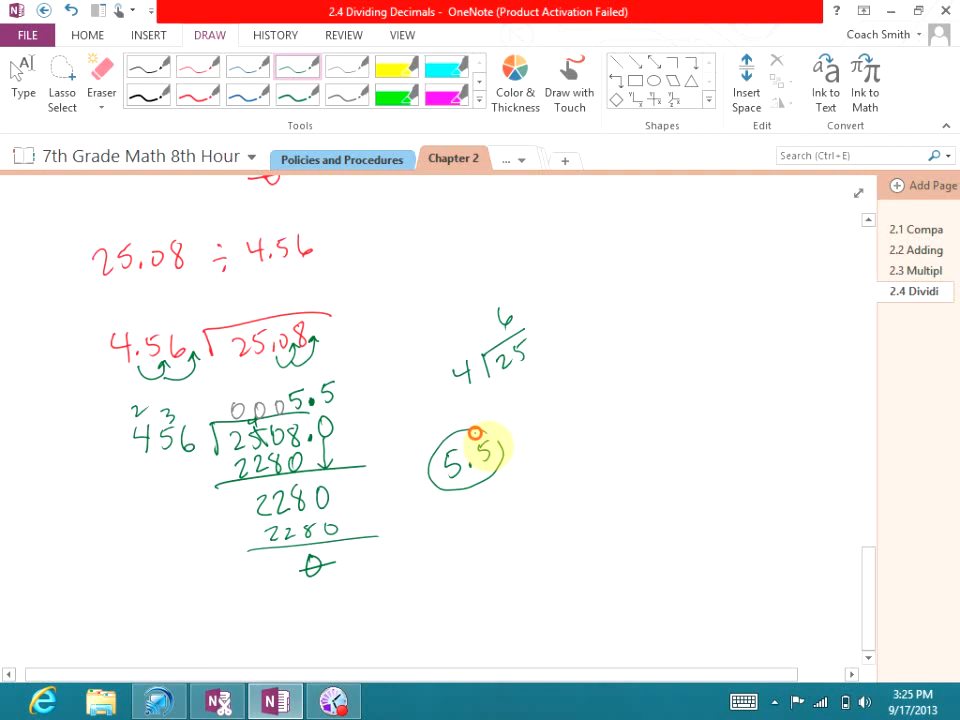 2.4 Dividing Decimals - OneNote (Product Activation Failed)
FILE HOME INSERT DRAW HISTORY REVIEW VIEW Coach Smith
Type Lasso Select Eraser Color & Thickness Draw with Touch Insert Space Ink to Text Ink to Math
Tools Shapes Edit Convert
7th Grade Math 8th Hour Policies and Procedures Chapter 2 ... + Search (Ctrl+E)
Add Page
2.1 Compa
2.2 Adding
2.3 Multipl
2.4 Dividi
25.08 ÷ 4.56
4.56 25.08
6
4 25
0005.5
2 3
456 2508.0
2280
2280
2280
0
5.5
3:25 PM
9/17/2013